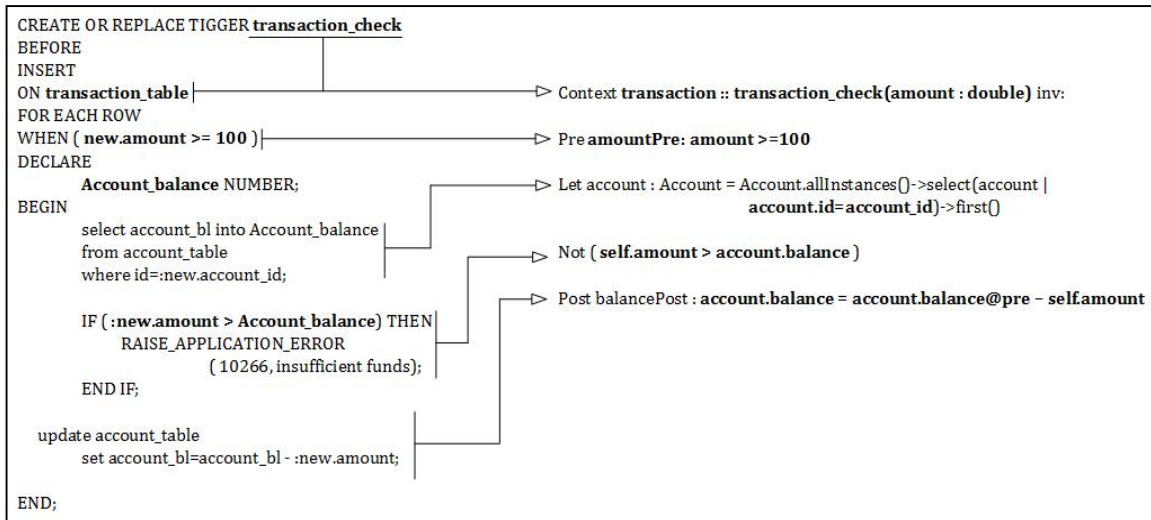 CREATE OR REPLACE TIGGER transaction_check
BEFORE
INSERT
ON transaction_table
FOR EACH ROW
WHEN ( new.amount >= 100 )
DECLARE
Account_balance NUMBER;
BEGIN
select account_bl into Account_balance
from account_table
where id=:new.account_id;
IF ( :new.amount > Account_balance) THEN
RAISE_APPLICATION_ERROR
( 10266, insufficient funds);
END IF;
update account_table
set account_bl=account_bl - :new.amount;
END;
Context transaction :: transaction_check(amount : double) inv:
Pre amountPre: amount >=100
Let account : Account = Account.allInstances()->select(account |
account.id=account_id)->first()
Not ( self.amount > account.balance )
Post balancePost : account.balance = account.balance@pre – self.amount